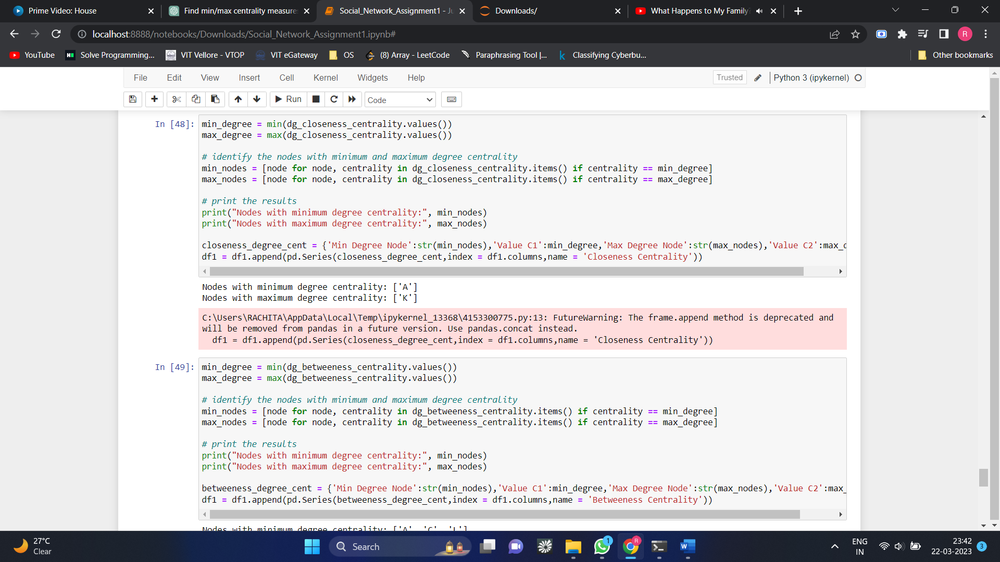 Prime Video: House
Find min/max centrality measure
Social_Network_Assignment1 - Ju
Downloads/
What Happens to My Family?
localhost:8888/notebooks/Downloads/Social_Network_Assignment1.ipynb#
R
YouTube
Solve Programming...
VIT Vellore - VTOP
VIT eGateway
OS
(8) Array - LeetCode
Paraphrasing Tool |...
k Classifying Cyberbu...
Other bookmarks
File Edit View Insert Cell Kernel Widgets Help
Trusted
Python 3 (ipykernel)
Run
Code
In [48]:
min_degree = min(dg_closeness_centrality.values())
max_degree = max(dg_closeness_centrality.values())
# identify the nodes with minimum and maximum degree centrality
min_nodes = [node for node, centrality in dg_closeness_centrality.items() if centrality == min_degree]
max_nodes = [node for node, centrality in dg_closeness_centrality.items() if centrality == max_degree]
# print the results
print("Nodes with minimum degree centrality:", min_nodes)
print("Nodes with maximum degree centrality:", max_nodes)
closeness_degree_cent = {'Min Degree Node':str(min_nodes),'Value C1':min_degree,'Max Degree Node':str(max_nodes),'Value C2':max_d
df1 = df1.append(pd.Series(closeness_degree_cent,index = df1.columns,name = 'Closeness Centrality'))
Nodes with minimum degree centrality: ['A']
Nodes with maximum degree centrality: ['K']
C:\Users\RACHITA\AppData\Local\Temp\ipykernel_13368\4153300775.py:13: FutureWarning: The frame.append method is deprecated and
will be removed from pandas in a future version. Use pandas.concat instead.
df1 = df1.append(pd.Series(closeness_degree_cent,index = df1.columns,name = 'Closeness Centrality'))
In [49]:
min_degree = min(dg_betweeness_centrality.values())
max_degree = max(dg_betweeness_centrality.values())
# identify the nodes with minimum and maximum degree centrality
min_nodes = [node for node, centrality in dg_betweeness_centrality.items() if centrality == min_degree]
max_nodes = [node for node, centrality in dg_betweeness_centrality.items() if centrality == max_degree]
# print the results
print("Nodes with minimum degree centrality:", min_nodes)
print("Nodes with maximum degree centrality:", max_nodes)
betweeness_degree_cent = {'Min Degree Node':str(min_nodes),'Value C1':min_degree,'Max Degree Node':str(max_nodes),'Value C2':max_
df1 = df1.append(pd.Series(betweeness_degree_cent,index = df1.columns,name = 'Betweeness Centrality'))
Nodes with minimum degree centrality:
27°C
Clear
Search
1
R
W
ENG
IN
23:42
22-03-2023
3